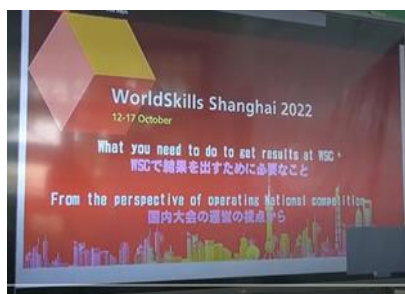 WorldSkills Shanghai 2022
12-17 October
What you need to do to get results at WSC
WSCで結果を出すために必要なこと
From the perspective of operating National competition
国内大会の運営の視点から